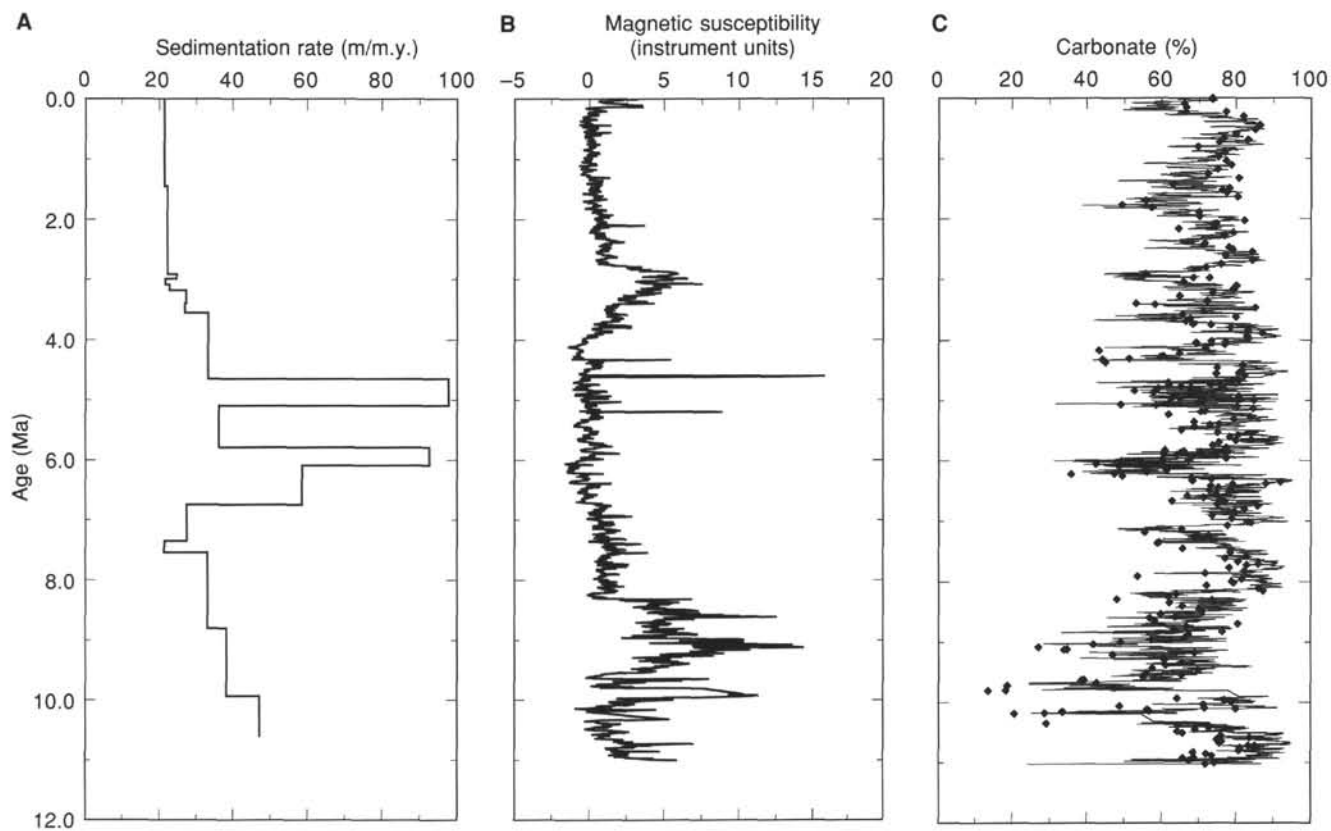 A
Sedimentation rate (m/m.y.)
0 20 40 60 80 100
0.0
2.0
4.0
6.0
8.0
10.0
12.0
Age (Ma)
B
Magnetic susceptibility
(instrument units)
−5 0 5 10 15 20
C
Carbonate (%)
0 20 40 60 80 100